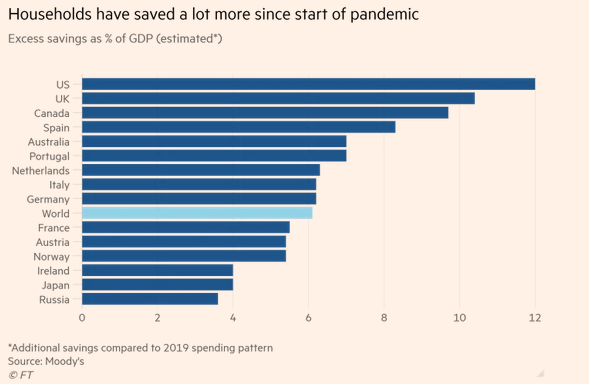 Households have saved a lot more since start of pandemic
Excess savings as % of GDP (estimated*)
US
UK
Canada
Spain
Australia
Portugal
Netherlands
Italy
Germany
World
France
Austria
Norway
Ireland
Japan
Russia
0 2 4 6 8 10 12
*Additional savings compared to 2019 spending pattern
Source: Moody's
© FT